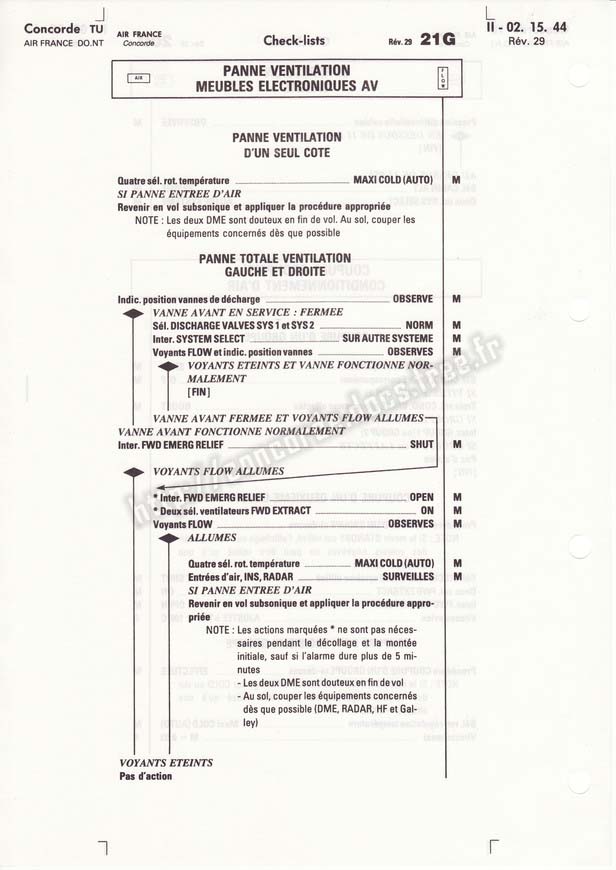 Concorde TU
AIR FRANCE DO.NT
AIR FRANCE
Concorde
Check-lists
Rév. 29 21G
II - 02. 15. 44
Rév. 29
AIR
PANNE VENTILATION
MEUBLES ELECTRONIQUES AV
FLOW
PANNE VENTILATION
D'UN SEUL COTE
Quatre sél. rot. température MAXI COLD (AUTO) M
SI PANNE ENTREE D'AIR
Revenir en vol subsonique et appliquer la procédure appropriée
NOTE : Les deux DME sont douteux en fin de vol. Au sol, couper les
équipements concernés dès que possible
PANNE TOTALE VENTILATION
GAUCHE ET DROITE
Indic. position vannes de décharge OBSERVE M
VANNE AVANT EN SERVICE : FERMEE
Sél. DISCHARGE VALVES SYS 1 et SYS 2 NORM M
Inter. SYSTEM SELECT SUR AUTRE SYSTEME M
Voyants FLOW et indic. position vannes OBSERVES M
VOYANTS ETEINTS ET VANNE FONCTIONNE NOR-
MALEMENT
[FIN]
VANNE AVANT FERMEE ET VOYANTS FLOW ALLUMES
VANNE AVANT FONCTIONNE NORMALEMENT
Inter. FWD EMERG RELIEF SHUT M
VOYANTS FLOW ALLUMES
* Inter. FWD EMERG RELIEF OPEN M
* Deux sél. ventilateurs FWD EXTRACT ON M
Voyants FLOW OBSERVES M
ALLUMES
Quatre sél. rot. température MAXI COLD (AUTO) M
Entrées d'air, INS, RADAR SURVEILLES M
SI PANNE ENTREE D'AIR
Revenir en vol subsonique et appliquer la procédure appro-
priée
NOTE : Les actions marquées * ne sont pas néces-
saires pendant le décollage et la montée
initiale, sauf si l'alarme dure plus de 5 mi-
nutes
- Les deux DME sont douteux en fin de vol
- Au sol, couper les équipements concernés
dès que possible (DME, RADAR, HF et Gal-
ley)
VOYANTS ETEINTS
Pas d'action